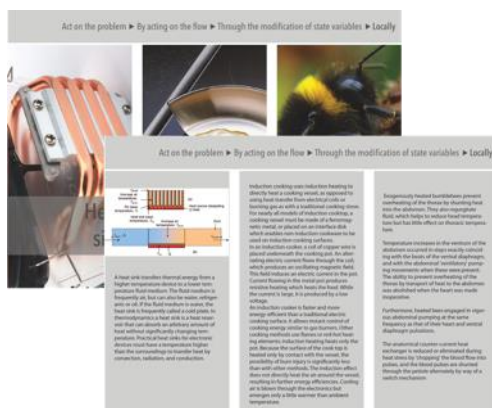 Act on the problem ► By acting on the flow ► Through the modification of state variables ► Locally
Act on the problem ► By acting on the flow ► Through the modification of state variables ► Locally
A heat sink transfers thermal energy from a
higher temperature device to a lower tem-
perature fluid medium. The fluid medium is
frequently air, but can also be water, refriger-
ants or oil. If the fluid medium is water, the
heat sink is frequently called a cold plate. In
thermodynamics a heat sink is a heat reser-
voir that can absorb an arbitrary amount of
heat without significantly changing tem-
perature. Practical heat sinks for electronic
devices must have a temperature higher
than the surroundings to transfer heat by
convection, radiation, and conduction.
Induction cooking uses induction heating to
directly heat a cooking vessel, as opposed to
using heat transfer from electrical coils or
burning gas as with a traditional cooking stove.
For nearly all models of induction cooktop, a
cooking vessel must be made of a ferromag-
netic metal, or placed on an interface disk
which enables non-induction cookware to be
used on induction cooking surfaces.
In an induction cooker, a coil of copper wire is
placed underneath the cooking pot. An alter-
nating electric current flows through the coil,
which produces an oscillating magnetic field.
This field induces an electric current in the pot.
Current flowing in the metal pot produces
resistive heating which heats the food. While
the current is large, it is produced by a low
voltage.
An induction cooker is faster and more
energy-efficient than a traditional electric
cooking surface. It allows instant control of
cooking energy similar to gas burners. Other
cooking methods use flames or red-hot heat-
ing elements; induction heating heats only the
pot. Because the surface of the cook top is
heated only by contact with the vessel, the
possibility of burn injury is significantly less
than with other methods. The induction effect
does not directly heat the air around the vessel,
resulting in further energy efficiencies. Cooling
air is blown through the electronics but
emerges only a little warmer than ambient
temperature.
Exogenously heated bumblebees prevent
overheating of the thorax by shunting heat
into the abdomen. They also regurgitate
fluid, which helps to reduce head tempera-
ture but has little effect on thoracic tempera-
ture.
Temperature increases in the ventrum of the
abdomen occurred in steps exactly coincid-
ing with the beats of the ventral diaphragm,
and with the abdominal 'ventilatory' pump-
ing movements when these were present.
The ability to prevent overheating of the
thorax by transport of heat to the abdomen
was abolished when the heart was made
inoperative.
Furthermore, heated bees engaged in vigor-
ous abdominal pumping at the same
frequency as that of their heart and ventral
diaphragm pulsations.
The anatomical counter-current heat
exchanger is reduced or eliminated during
heat stress by 'chopping' the blood flow into
pulses, and the blood pulses are shunted
through the petiole alternately by way of a
switch mechanism.